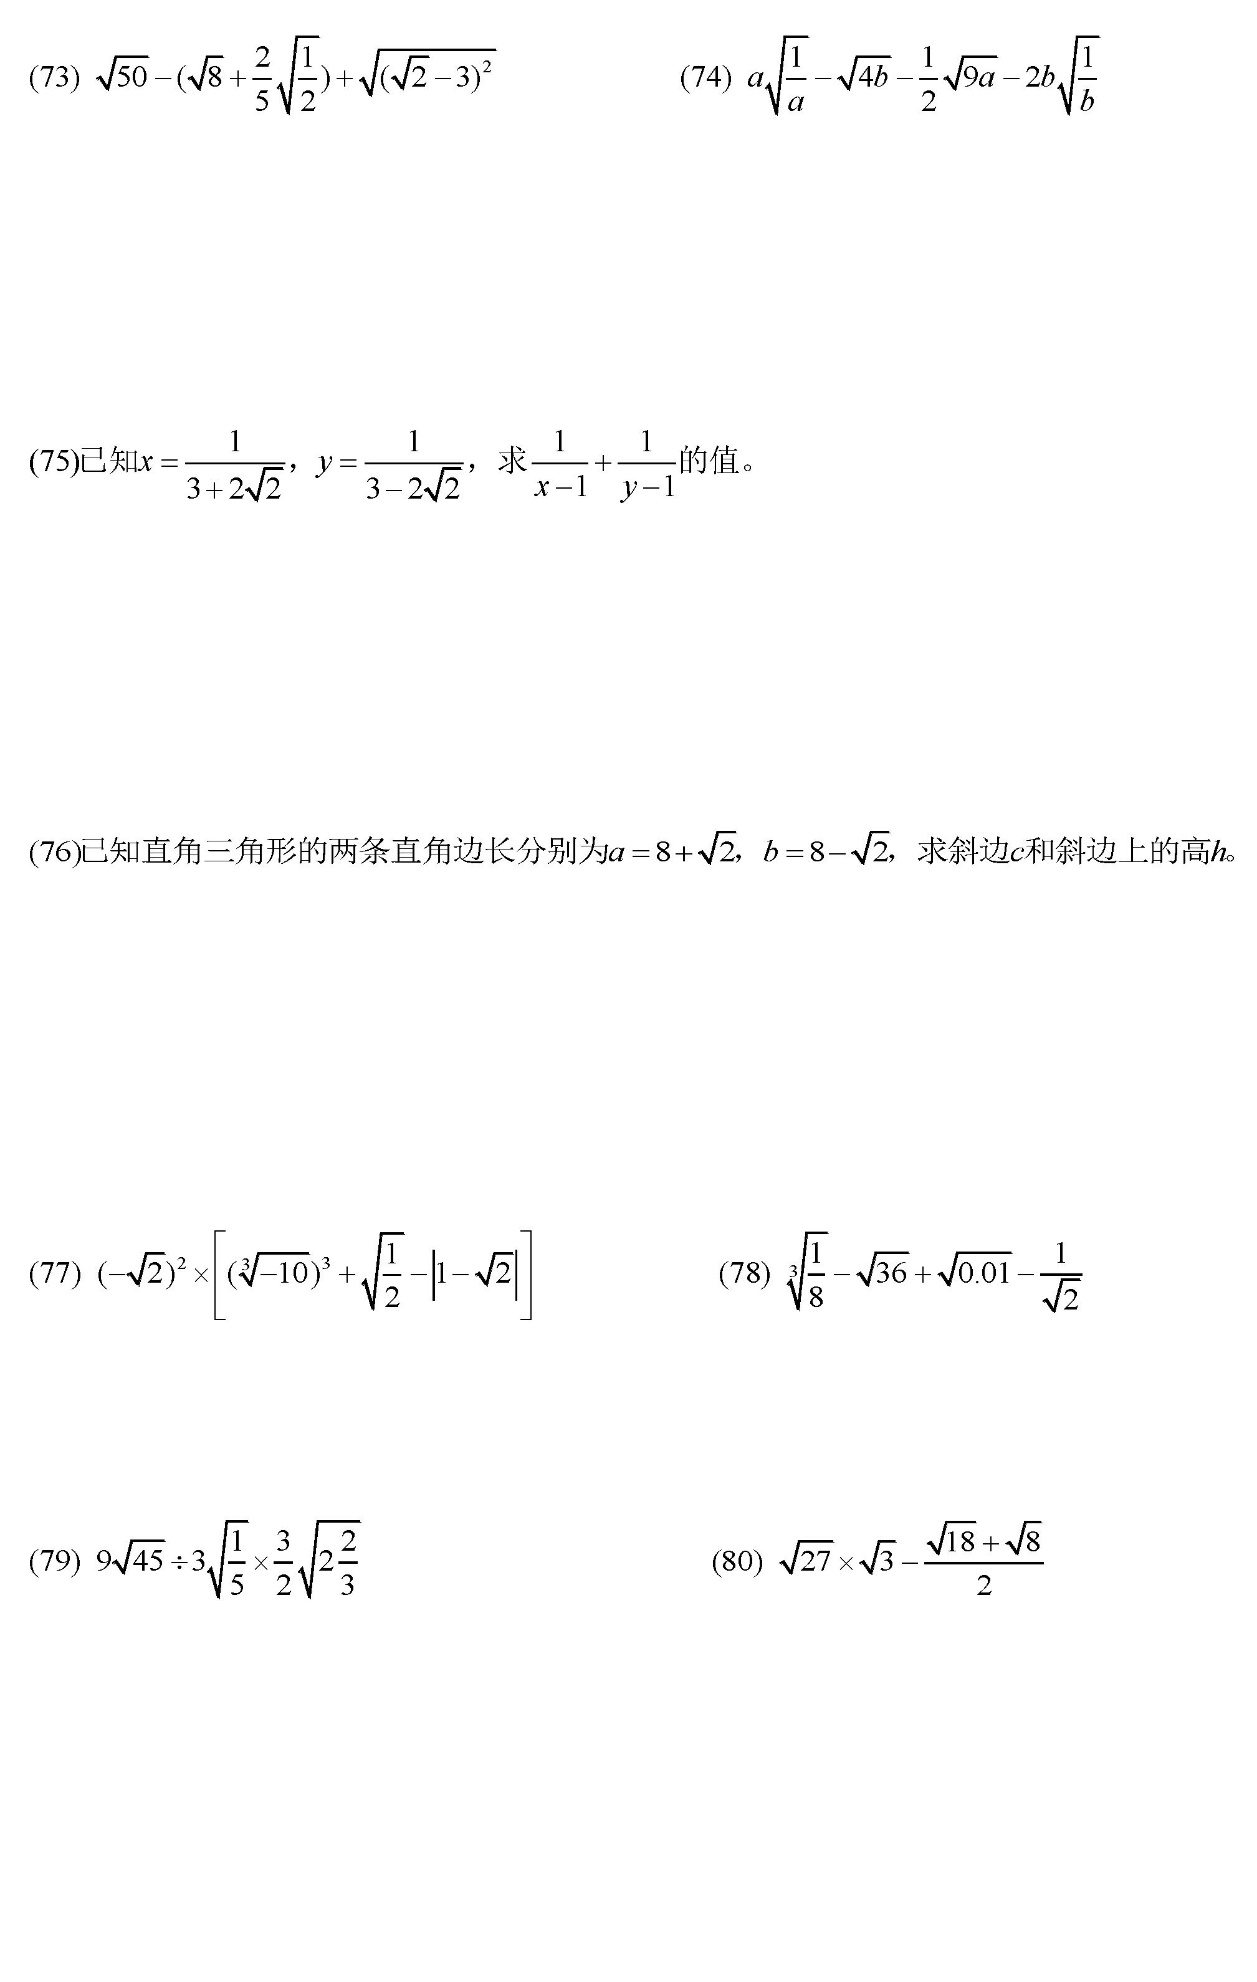 (73) √50 − (√8 + 2/5 √(1/2)) + √((√2 − 3)²) (74) a√(1/a) − √(4b) − 1/2 √(9a) − 2b√(1/b)
(75)已知x = 1/(3 + 2√2)，y = 1/(3 − 2√2)，求 1/(x − 1) + 1/(y − 1) 的值。
(76)已知直角三角形的两条直角边长分别为a = 8 + √2，b = 8 − √2，求斜边c和斜边上的高h。
(77) (−√2)² × [(∛(−10))³ + √(1/2) − |1 − √2|] (78) ∛(1/8) − √36 + √0.01 − 1/√2
(79) 9√45 ÷ 3√(1/5) × 3/2 √(2 2/3) (80) √27 × √3 − (√18 + √8)/2